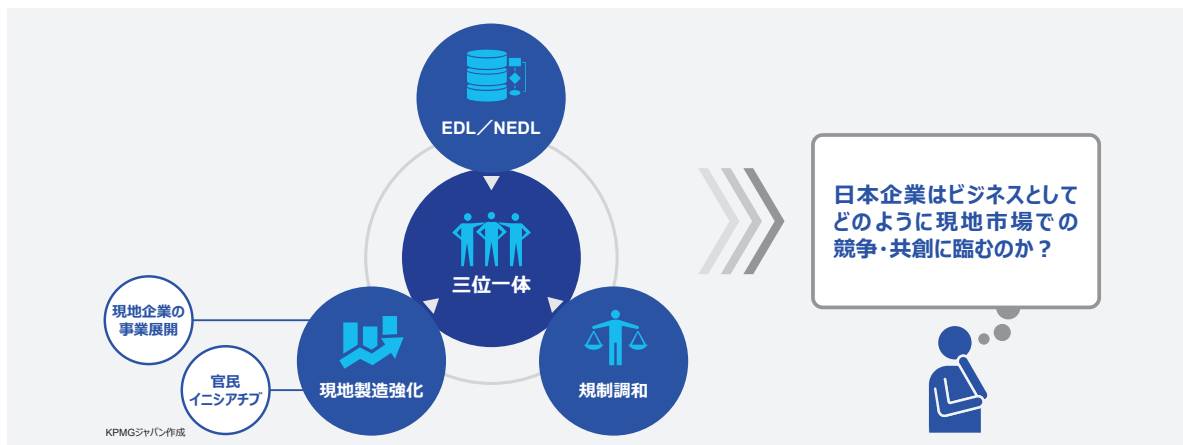 EDL／NEDL
三位一体
現地企業の
事業展開
官民
イニシアチブ
現地製造強化
規制調和
日本企業はビジネスとして
どのように現地市場での
競争・共創に臨むのか？
KPMGジャパン作成